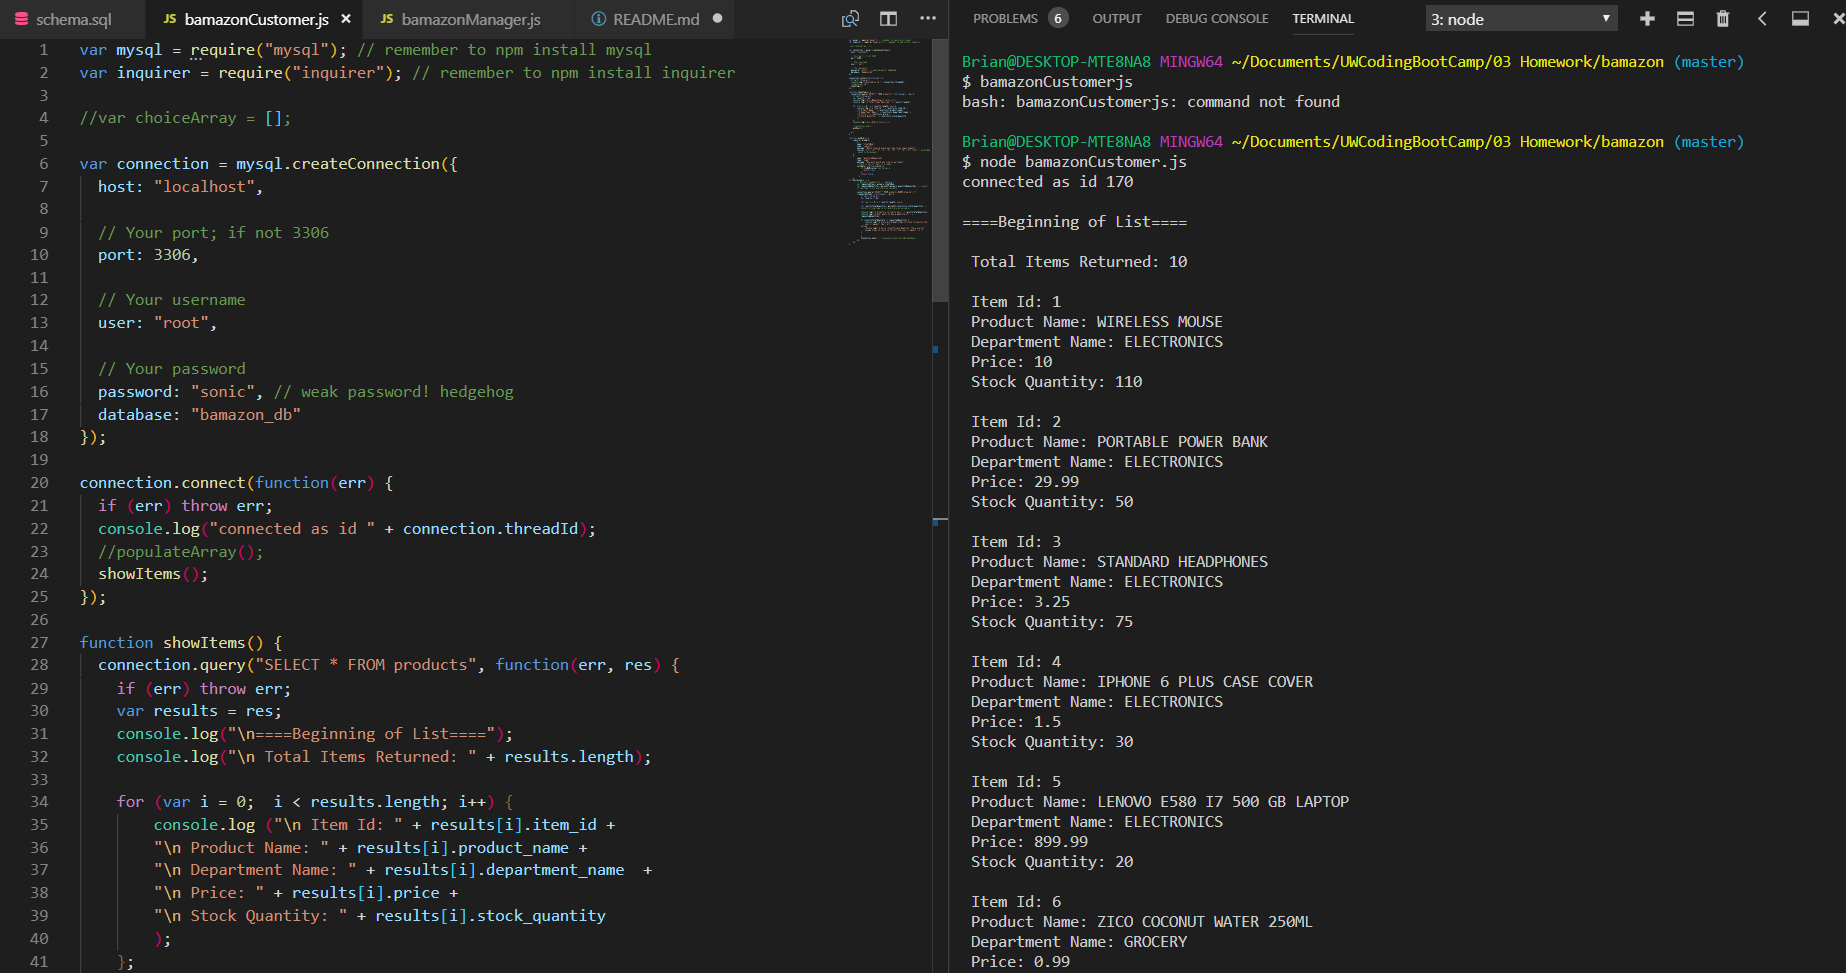 schema.sql
JS bamazonCustomer.js ×
JS bamazonManager.js
README.md ●
1 var mysql = require("mysql"); // remember to npm install mysql
2 var inquirer = require("inquirer"); // remember to npm install inquirer
3
4 //var choiceArray = [];
5
6 var connection = mysql.createConnection({
7 host: "localhost",
8
9 // Your port; if not 3306
10 port: 3306,
11
12 // Your username
13 user: "root",
14
15 // Your password
16 password: "sonic", // weak password! hedgehog
17 database: "bamazon_db"
18 });
19
20 connection.connect(function(err) {
21 if (err) throw err;
22 console.log("connected as id " + connection.threadId);
23 //populateArray();
24 showItems();
25 });
26
27 function showItems() {
28 connection.query("SELECT * FROM products", function(err, res) {
29 if (err) throw err;
30 var results = res;
31 console.log("\n====Beginning of List====");
32 console.log("\n Total Items Returned: " + results.length);
33
34 for (var i = 0;  i < results.length; i++) {
35 console.log ("\n Item Id: " + results[i].item_id +
36 "\n Product Name: " + results[i].product_name +
37 "\n Department Name: " + results[i].department_name  +
38 "\n Price: " + results[i].price +
39 "\n Stock Quantity: " + results[i].stock_quantity
40 );
41 };
PROBLEMS 6 OUTPUT DEBUG CONSOLE TERMINAL 3: node
Brian@DESKTOP-MTE8NA8 MINGW64 ~/Documents/UWCodingBootCamp/03 Homework/bamazon (master)
$ bamazonCustomerjs
bash: bamazonCustomerjs: command not found
Brian@DESKTOP-MTE8NA8 MINGW64 ~/Documents/UWCodingBootCamp/03 Homework/bamazon (master)
$ node bamazonCustomer.js
connected as id 170
====Beginning of List====
Total Items Returned: 10
Item Id: 1
Product Name: WIRELESS MOUSE
Department Name: ELECTRONICS
Price: 10
Stock Quantity: 110
Item Id: 2
Product Name: PORTABLE POWER BANK
Department Name: ELECTRONICS
Price: 29.99
Stock Quantity: 50
Item Id: 3
Product Name: STANDARD HEADPHONES
Department Name: ELECTRONICS
Price: 3.25
Stock Quantity: 75
Item Id: 4
Product Name: IPHONE 6 PLUS CASE COVER
Department Name: ELECTRONICS
Price: 1.5
Stock Quantity: 30
Item Id: 5
Product Name: LENOVO E580 I7 500 GB LAPTOP
Department Name: ELECTRONICS
Price: 899.99
Stock Quantity: 20
Item Id: 6
Product Name: ZICO COCONUT WATER 250ML
Department Name: GROCERY
Price: 0.99